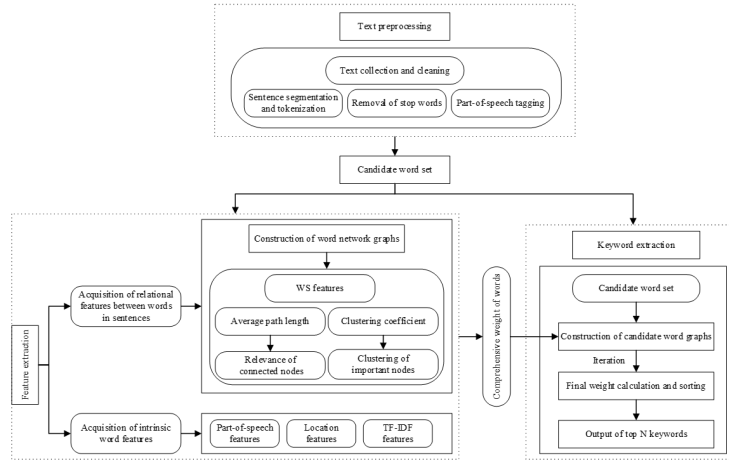 Text preprocessing
Text collection and cleaning
Sentence segmentation
and tokenization
Removal of stop words
Part-of-speech tagging
Candidate word set
Feature extraction
Acquisition of relational
features between words
in sentences
Acquisition of intrinsic
word features
Construction of word network graphs
WS features
Average path length
Clustering coefficient
Relevance of
connected nodes
Clustering of
important nodes
Part-of-speech
features
Location
features
TF-IDF
features
Comprehensive weight of words
Keyword extraction
Candidate word set
Construction of candidate word graphs
Iteration
Final weight calculation and sorting
Output of top N keywords